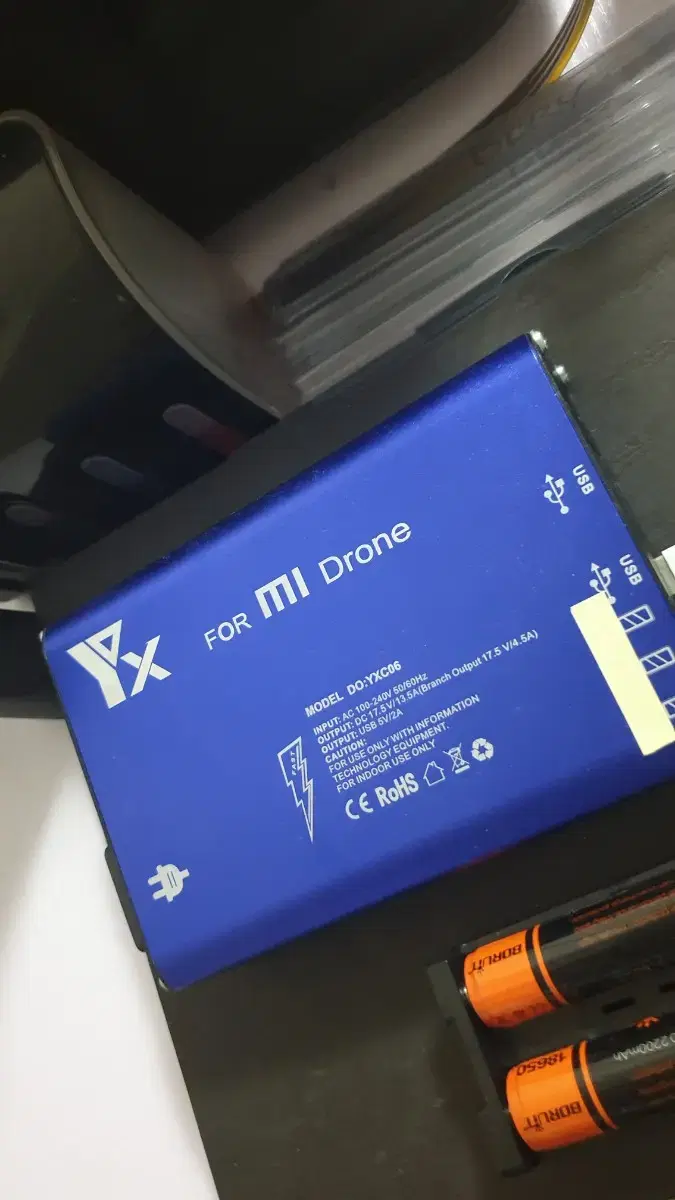 Yx
FOR MI Drone
USB
USB
MODEL DO:YXC06
INPUT: AC 100-240V 50/60Hz
OUTPUT: DC 17.5V/13.5A(Branch Output 17.5 V/4.5A)
OUTPUT: USB 5V/2A
CAUTION:
FOR USE ONLY WITH INFORMATION
TECHNOLOGY EQUIPMENT.
FOR INDOOR USE ONLY
CE RoHS
BORUIT
18650
2200mAh
BORUIT